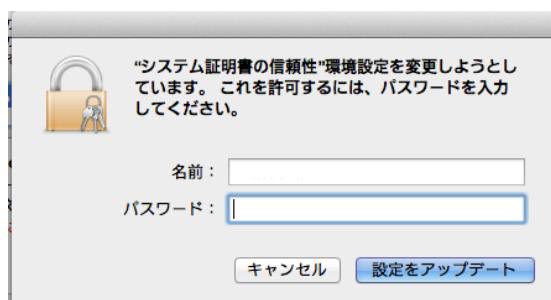 “システム証明書の信頼性”環境設定を変更しようとし
ています。 これを許可するには、パスワードを入力
してください。
名前：
パスワード：
キャンセル 設定をアップデート